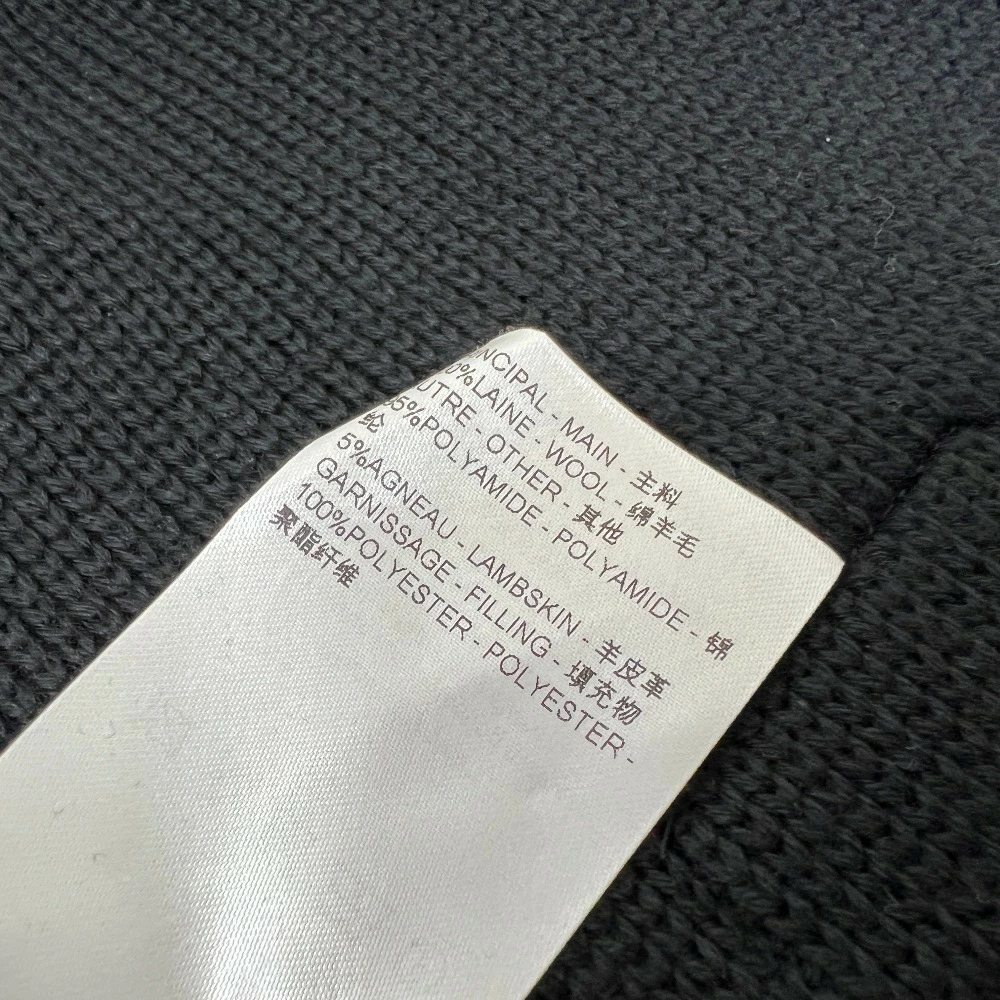 NCIPAL - MAIN - 主料
0%LAINE - WOOL - 绵羊毛
UTRE - OTHER - 其他
95%POLYAMIDE - POLYAMIDE - 锦
纶
5%AGNEAU - LAMBSKIN - 羊皮革
GARNISSAGE - FILLING - 填充物
100%POLYESTER - POLYESTER -
聚酯纤维